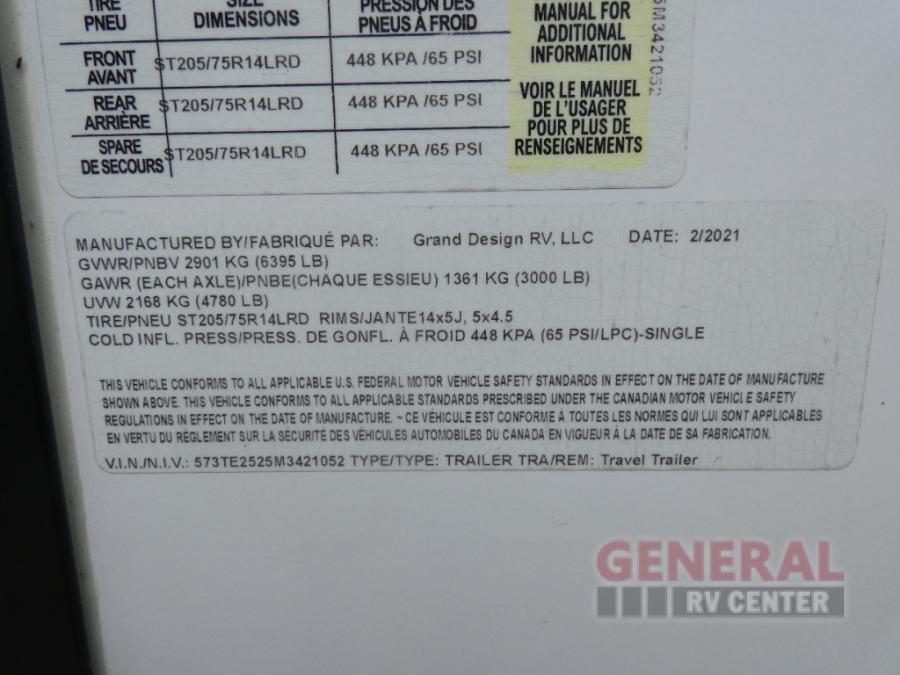 TIRE SIZE PRESSION DES
PNEU DIMENSIONS PNEUS À FROID
MANUAL FOR
ADDITIONAL
INFORMATION
FRONT
AVANT ST205/75R14LRD 448 KPA /65 PSI
REAR
ARRIÈRE ST205/75R14LRD 448 KPA /65 PSI
SPARE
DE SECOURS ST205/75R14LRD 448 KPA /65 PSI
VOIR LE MANUEL
DE L'USAGER
POUR PLUS DE
RENSEIGNEMENTS
5M3421052
MANUFACTURED BY/FABRIQUÉ PAR: Grand Design RV, LLC DATE: 2/2021
GVWR/PNBV 2901 KG (6395 LB)
GAWR (EACH AXLE)/PNBE(CHAQUE ESSIEU) 1361 KG (3000 LB)
UVW 2168 KG (4780 LB)
TIRE/PNEU ST205/75R14LRD RIMS/JANTE14x5J, 5x4.5
COLD INFL. PRESS/PRESS. DE GONFL. À FROID 448 KPA (65 PSI/LPC)-SINGLE
THIS VEHICLE CONFORMS TO ALL APPLICABLE U.S. FEDERAL MOTOR VEHICLE SAFETY STANDARDS IN EFFECT ON THE DATE OF MANUFACTURE
SHOWN ABOVE. THIS VEHICLE CONFORMS TO ALL APPLICABLE STANDARDS PRESCRIBED UNDER THE CANADIAN MOTOR VEHICLE SAFETY
REGULATIONS IN EFFECT ON THE DATE OF MANUFACTURE. - CE VÉHICULE EST CONFORME À TOUTES LES NORMES QUI LUI SONT APPLICABLES
EN VERTU DU RÈGLEMENT SUR LA SÉCURITÉ DES VÉHICULES AUTOMOBILES DU CANADA EN VIGUEUR À LA DATE DE SA FABRICATION.
V.I.N./N.I.V.: 573TE2525M3421052 TYPE/TYPE: TRAILER TRA/REM: Travel Trailer
GENERAL
RV CENTER